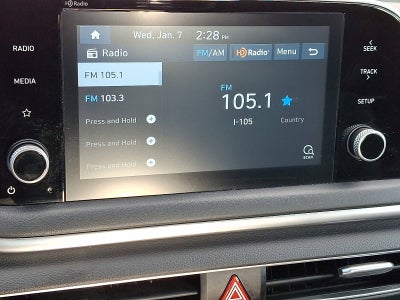 HD Radio
Wed, Jan. 7 2:28 PM
Radio FM/AM HD Radio Menu
RADIO
MEDIA
FM 105.1
FM 103.3
Press and Hold
Press and Hold
Press and Hold
FM
105.1
I-105 Country
SCAN
SEEK
TRACK
SETUP